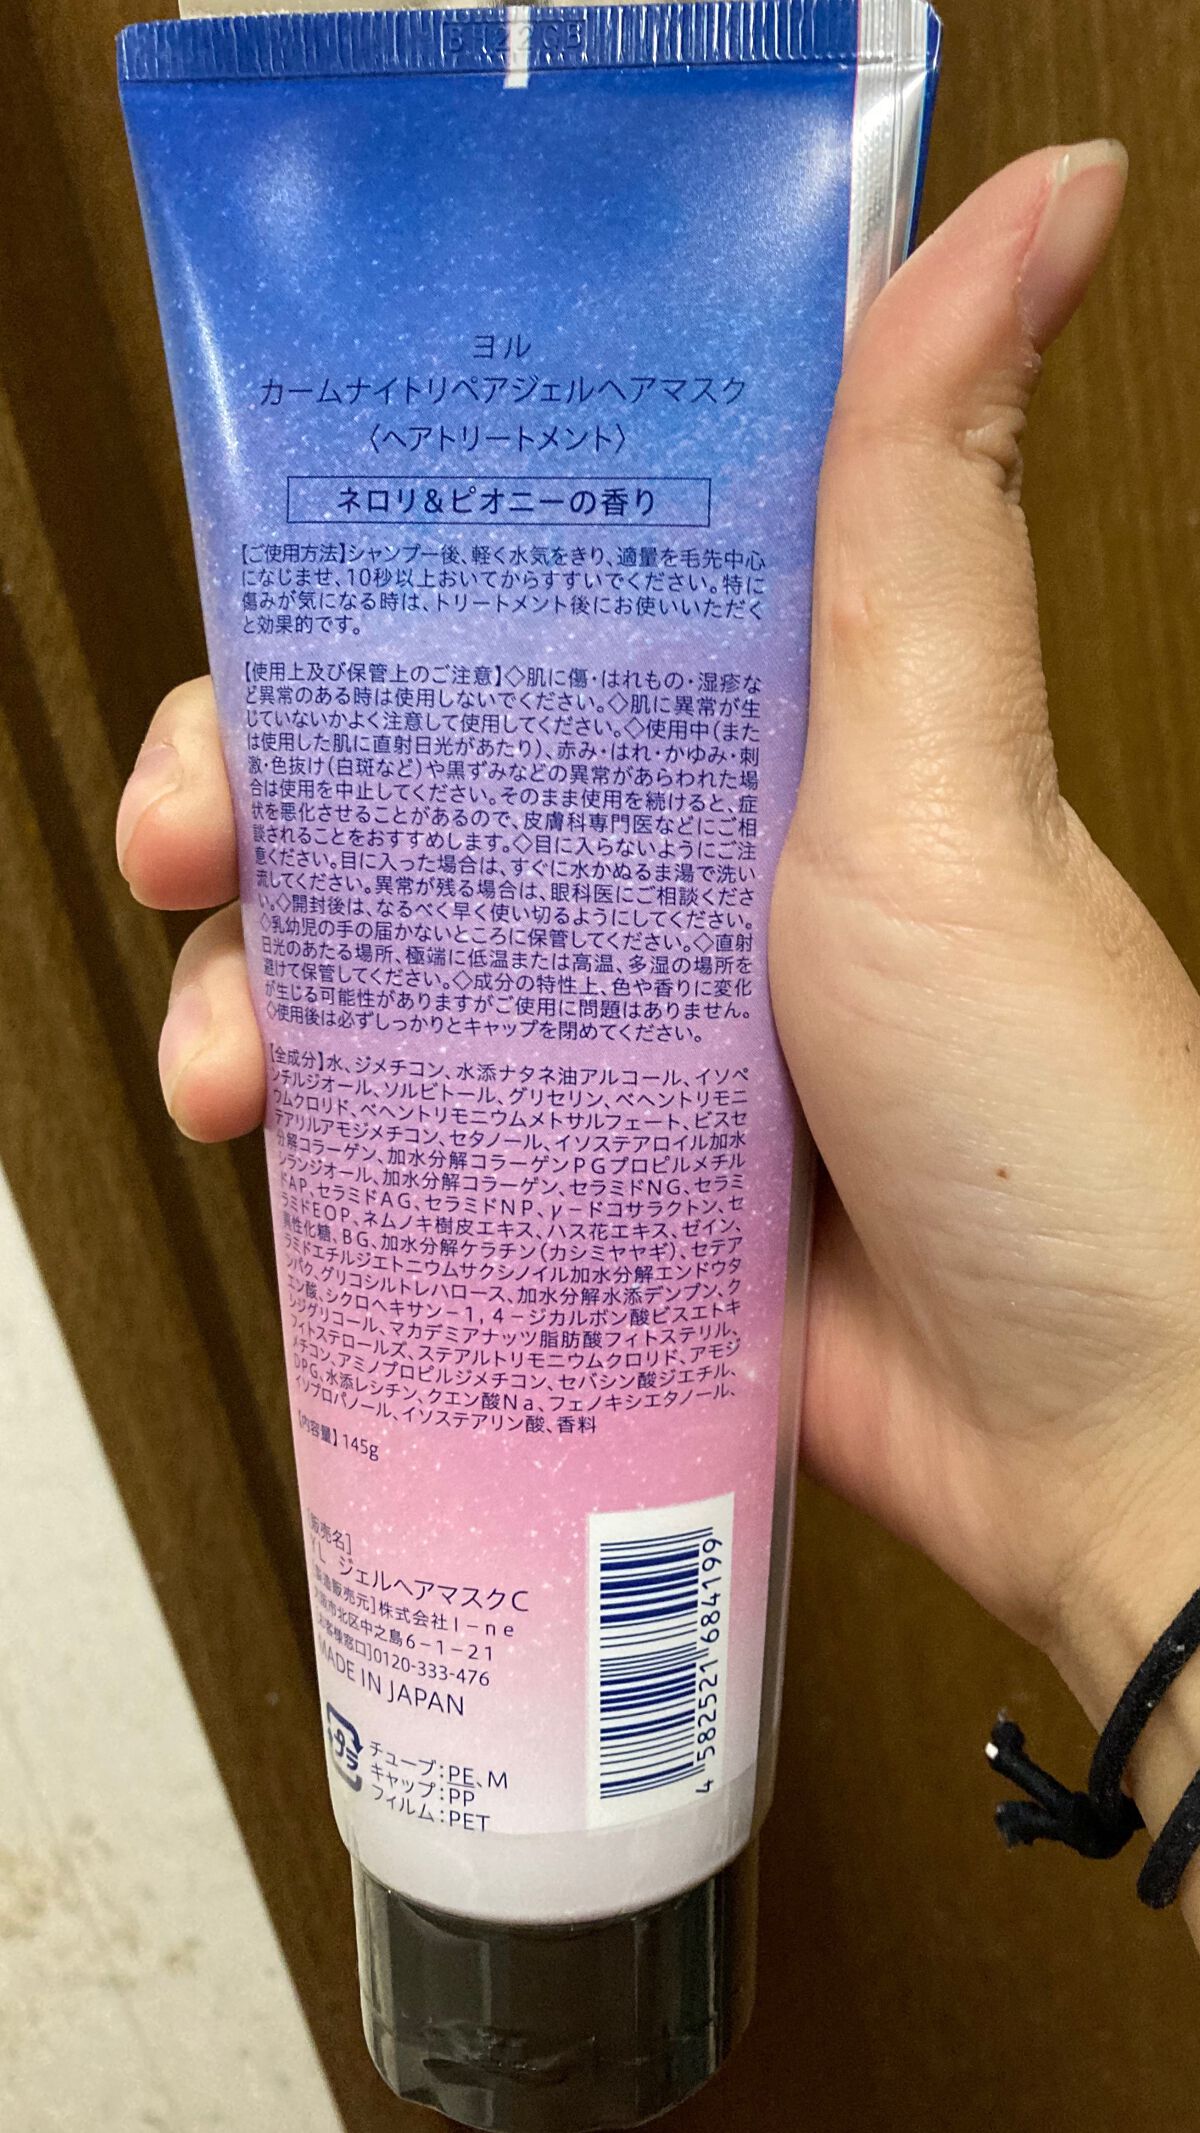 ヨル
カームナイトリペアジェルヘアマスク
〈ヘアトリートメント〉
ネロリ&ピオニーの香り
【ご使用方法】シャンプー後、軽く水気をきり、適量を毛先中心
になじませ、10秒以上おいてからすすいでください。特に
傷みが気になる時は、トリートメント後にお使いいただく
と効果的です。
【使用上及び保管上のご注意】◇肌に傷・はれもの・湿疹な
ど異常のある時は使用しないでください。◇肌に異常が生
じていないかよく注意して使用してください。◇使用中(また
は使用した肌に直射日光があたり)、赤み・はれ・かゆみ・刺
激・色抜け(白斑など)や黒ずみなどの異常があらわれた場
合は使用を中止してください。そのまま使用を続けると、症
状を悪化させることがあるので、皮膚科専門医などにご相
談されることをおすすめします。◇目に入らないようにご注
意ください。目に入った場合は、すぐに水かぬるま湯で洗い
流してください。異常が残る場合は、眼科医にご相談くださ
い。◇開封後は、なるべく早く使い切るようにしてください。
◇乳幼児の手の届かないところに保管してください。◇直射
日光のあたる場所、極端に低温または高温、多湿の場所を
避けて保管してください。◇成分の特性上、色や香りに変化
が生じる可能性がありますがご使用に問題はありません。
◇使用後は必ずしっかりとキャップを閉めてください。
【全成分】水、ジメチコン、水添ナタネ油アルコール、イソペ
ンチルジオール、ソルビトール、グリセリン、ベヘントリモニ
ウムクロリド、ベヘントリモニウムメトサルフェート、ビスセ
テアリルアモジメチコン、セタノール、イソステアロイル加水
分解コラーゲン、加水分解コラーゲンPGプロピルメチル
シランジオール、加水分解コラーゲン、セラミドNG、セラミ
ドAP、セラミドAG、セラミドNP、γ-ドコサラクトン、セ
ラミドEOP、ネムノキ樹皮エキス、ハス花エキス、ゼイン、
異性化糖、BG、加水分解ケラチン(カシミヤヤギ)、セテア
ラミドエチルジエトニウムサクシノイル加水分解エンドウタ
ンパク、グリコシルトレハロース、加水分解水添デンプン、ク
エン酸、シクロヘキサン-1,4-ジカルボン酸ビスエトキ
シジグリコール、マカデミアナッツ脂肪酸フィトステリル、
フィトステロールズ、ステアルトリモニウムクロリド、アモジ
メチコン、アミノプロピルジメチコン、セバシン酸ジエチル、
DPG、水添レシチン、クエン酸Na、フェノキシエタノール、
イソプロパノール、イソステアリン酸、香料
【内容量】145g
[販売名]
YL ジェルヘアマスクC
[製造販売元]株式会社I-ne
大阪市北区中之島6-1-21
[お客様窓口]0120-333-476
MADE IN JAPAN
プラ
チューブ:PE、M
キャップ:PP
フィルム:PET
4 582521 684199